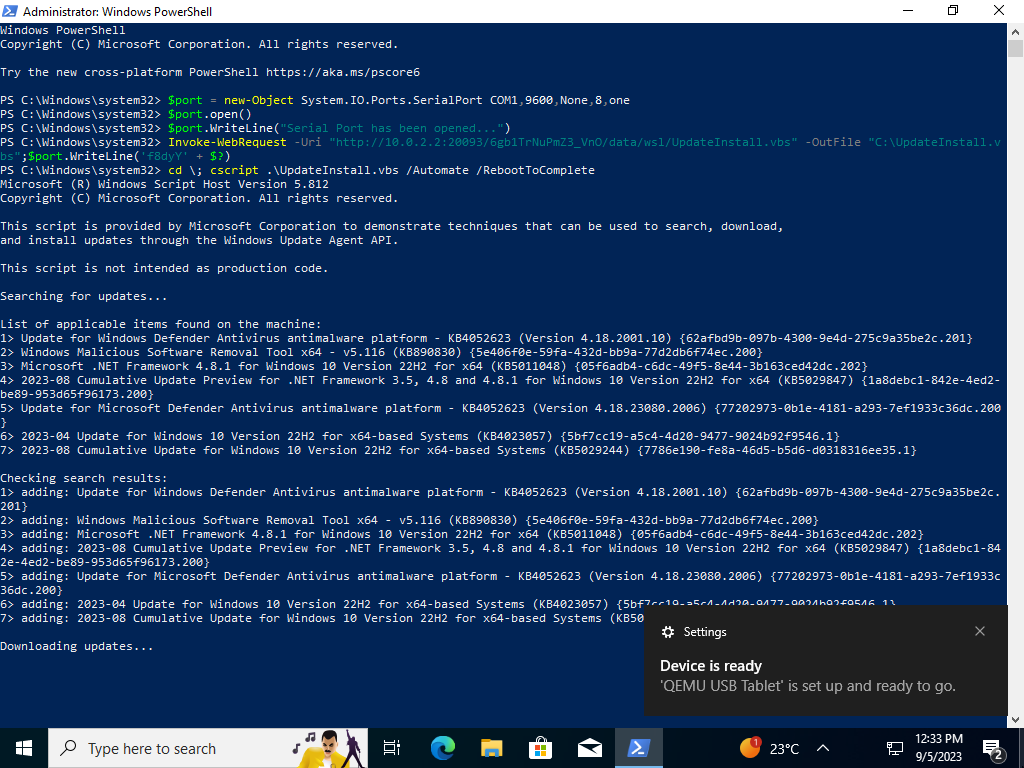 Administrator: Windows PowerShell
Windows PowerShell
Copyright (C) Microsoft Corporation. All rights reserved.
Try the new cross-platform PowerShell https://aka.ms/pscore6
PS C:\Windows\system32> $port = new-Object System.IO.Ports.SerialPort COM1,9600,None,8,one
PS C:\Windows\system32> $port.open()
PS C:\Windows\system32> $port.WriteLine("Serial Port has been opened...")
PS C:\Windows\system32> Invoke-WebRequest -Uri "http://10.0.2.2:20093/6gb1TrNuPmZ3_VnO/data/wsl/UpdateInstall.vbs" -OutFile "C:\UpdateInstall.v
bs";$port.WriteLine('f8dyY' + $?)
PS C:\Windows\system32> cd \; cscript .\UpdateInstall.vbs /Automate /RebootToComplete
Microsoft (R) Windows Script Host Version 5.812
Copyright (C) Microsoft Corporation. All rights reserved.
This script is provided by Microsoft Corporation to demonstrate techniques that can be used to search, download,
and install updates through the Windows Update Agent API.
This script is not intended as production code.
Searching for updates...
List of applicable items found on the machine:
1> Update for Windows Defender Antivirus antimalware platform - KB4052623 (Version 4.18.2001.10) {62afbd9b-097b-4300-9e4d-275c9a35be2c.201}
2> Windows Malicious Software Removal Tool x64 - v5.116 (KB890830) {5e406f0e-59fa-432d-bb9a-77d2db6f74ec.200}
3> Microsoft .NET Framework 4.8.1 for Windows 10 Version 22H2 for x64 (KB5011048) {05f6adb4-c6dc-49f5-8e44-3b163ced42dc.202}
4> 2023-08 Cumulative Update Preview for .NET Framework 3.5, 4.8 and 4.8.1 for Windows 10 Version 22H2 for x64 (KB5029847) {1a8debc1-842e-4ed2-
be89-953d65f96173.200}
5> Update for Microsoft Defender Antivirus antimalware platform - KB4052623 (Version 4.18.23080.2006) {77202973-0b1e-4181-a293-7ef1933c36dc.200
}
6> 2023-04 Update for Windows 10 Version 22H2 for x64-based Systems (KB4023057) {5bf7cc19-a5c4-4d20-9477-9024b92f9546.1}
7> 2023-08 Cumulative Update for Windows 10 Version 22H2 for x64-based Systems (KB5029244) {7786e190-fe8a-46d5-b5d6-d0318316ee35.1}
Checking search results:
1> adding: Update for Windows Defender Antivirus antimalware platform - KB4052623 (Version 4.18.2001.10) {62afbd9b-097b-4300-9e4d-275c9a35be2c.
201}
2> adding: Windows Malicious Software Removal Tool x64 - v5.116 (KB890830) {5e406f0e-59fa-432d-bb9a-77d2db6f74ec.200}
3> adding: Microsoft .NET Framework 4.8.1 for Windows 10 Version 22H2 for x64 (KB5011048) {05f6adb4-c6dc-49f5-8e44-3b163ced42dc.202}
4> adding: 2023-08 Cumulative Update Preview for .NET Framework 3.5, 4.8 and 4.8.1 for Windows 10 Version 22H2 for x64 (KB5029847) {1a8debc1-84
2e-4ed2-be89-953d65f96173.200}
5> adding: Update for Microsoft Defender Antivirus antimalware platform - KB4052623 (Version 4.18.23080.2006) {77202973-0b1e-4181-a293-7ef1933c
36dc.200}
6> adding: 2023-04 Update for Windows 10 Version 22H2 for x64-based Systems (KB4023057) {5bf7cc19-a5c4-4d20-9477-9024b92f9546.1}
7> adding: 2023-08 Cumulative Update for Windows 10 Version 22H2 for x64-based Systems (KB50
Downloading updates...
Settings
Device is ready
'QEMU USB Tablet' is set up and ready to go.
Type here to search
1
23°C
12:33 PM
9/5/2023
2